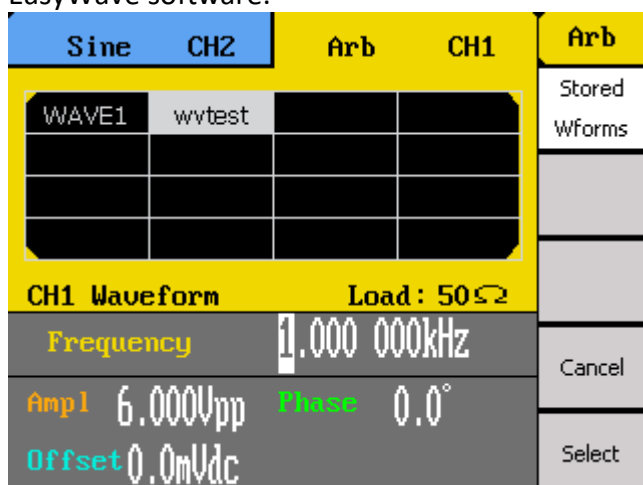 EasyWave software.
Sine CH2 Arb CH1 Arb
Stored
Wforms
WAVE1 wvtest
CH1 Waveform Load: 50Ω
Frequency 1.000 000kHz
Cancel
Ampl 6.000Vpp Phase 0.0°
Offset 0.0mVdc
Select